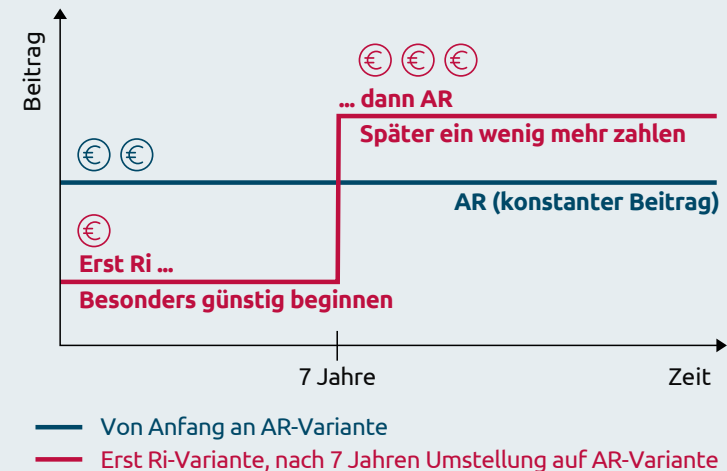 Beitrag
€ € €
... dann AR
Später ein wenig mehr zahlen
€ €
AR (konstanter Beitrag)
€
Erst Ri ...
Besonders günstig beginnen
7 Jahre
Zeit
Von Anfang an AR-Variante
Erst Ri-Variante, nach 7 Jahren Umstellung auf AR-Variante